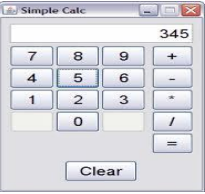 Simple Calc
345
7 8 9 +
4 5 6 -
1 2 3 *
0 /
=
Clear